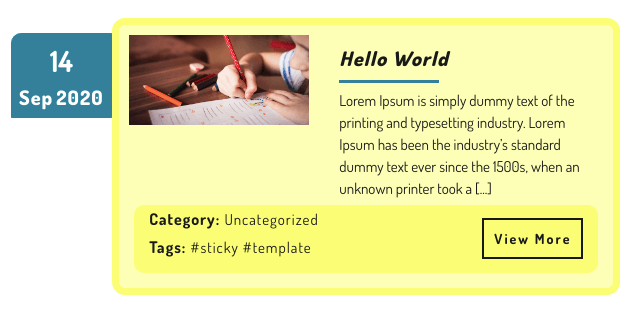 14
Sep 2020
Hello World
Lorem Ipsum is simply dummy text of the
printing and typesetting industry. Lorem
Ipsum has been the industry's standard
dummy text ever since the 1500s, when an
unknown printer took a [...]
Category: Uncategorized
Tags: #sticky #template
View More